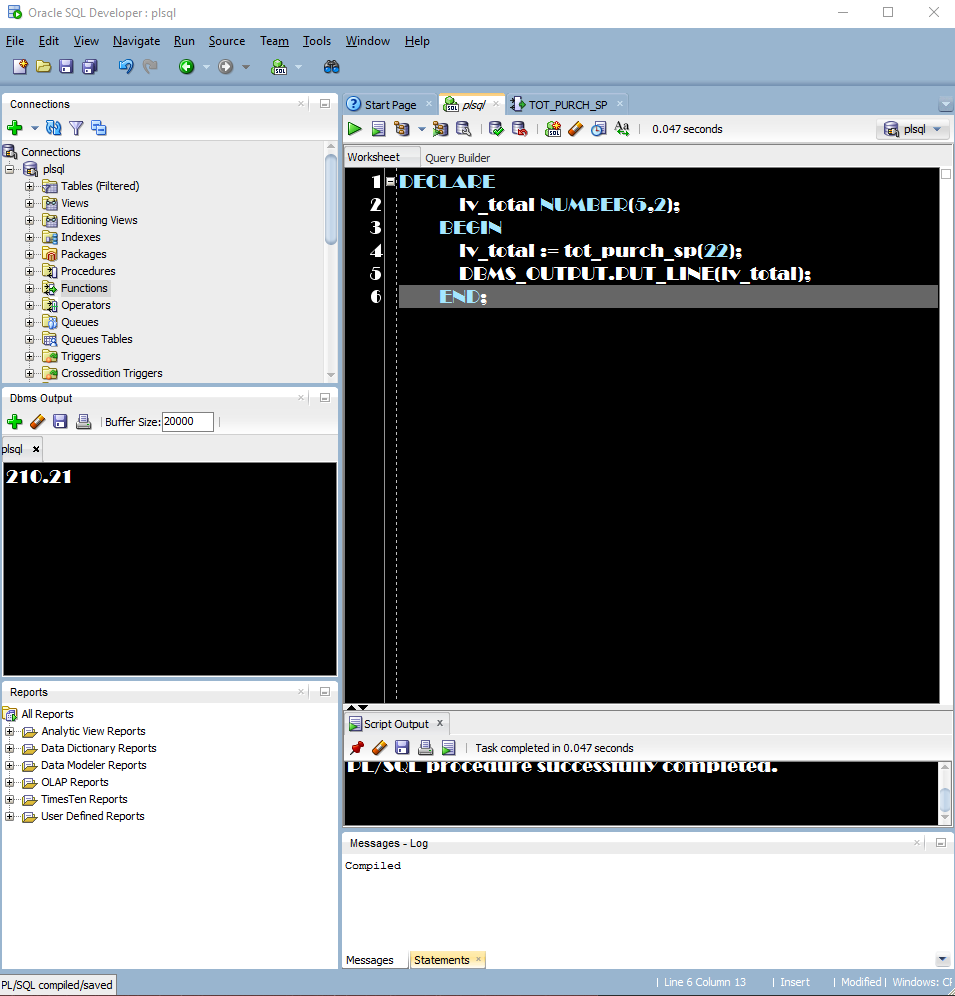 Oracle SQL Developer : plsql
File Edit View Navigate Run Source Team Tools Window Help
Connections
Connections
plsql
Tables (Filtered)
Views
Editioning Views
Indexes
Packages
Procedures
Functions
Operators
Queues
Queues Tables
Triggers
Crossedition Triggers
Dbms Output
Buffer Size: 20000
plsql
210.21
Reports
All Reports
Analytic View Reports
Data Dictionary Reports
Data Modeler Reports
OLAP Reports
TimesTen Reports
User Defined Reports
Start Page plsql TOT_PURCH_SP
0.047 seconds plsql
Worksheet Query Builder
1 DECLARE
2 lv_total NUMBER(5,2);
3 BEGIN
4 lv_total := tot_purch_sp(22);
5 DBMS_OUTPUT.PUT_LINE(lv_total);
6 END;
Script Output
Task completed in 0.047 seconds
PL/SQL procedure successfully completed.
Messages - Log
Compiled
Messages Statements
PL/SQL compiled/saved
Line 6 Column 13 Insert Modified Windows: